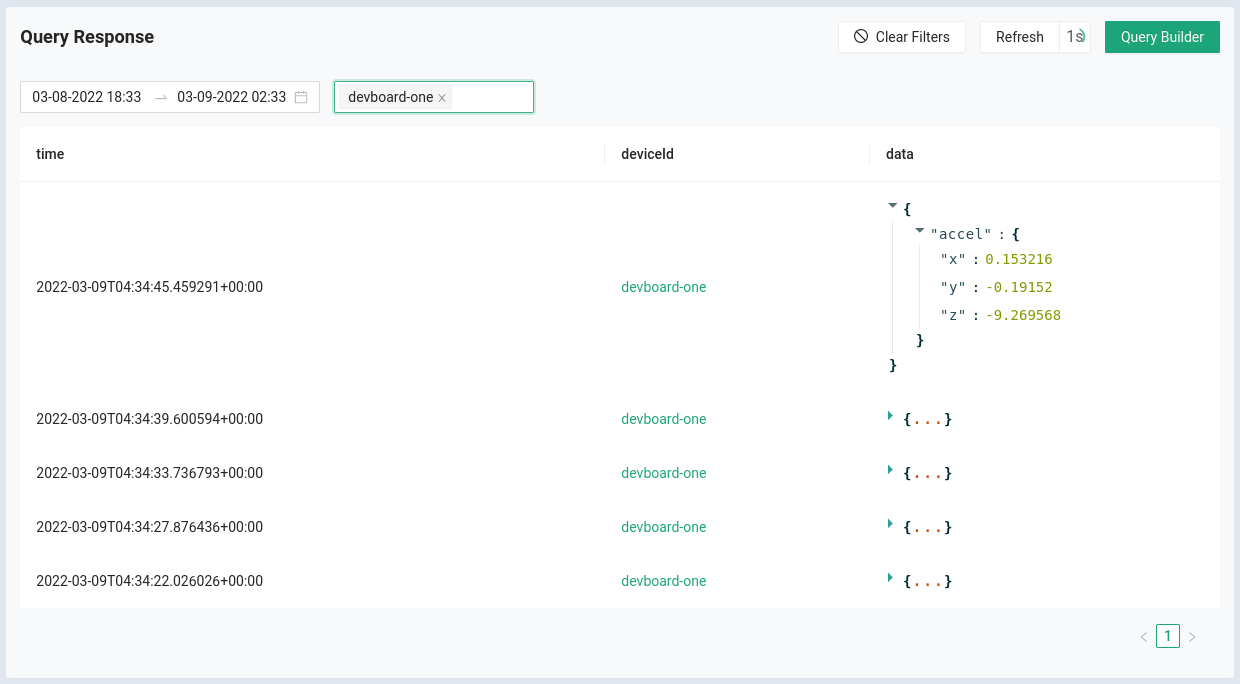 Query Response
Clear Filters
Refresh
1s
Query Builder
03-08-2022 18:33 → 03-09-2022 02:33
devboard-one ×
time deviceId data
2022-03-09T04:34:45.459291+00:00 devboard-one
{
"accel" : {
"x" : 0.153216
"y" : -0.19152
"z" : -9.269568
}
}
2022-03-09T04:34:39.600594+00:00 devboard-one {...}
2022-03-09T04:34:33.736793+00:00 devboard-one {...}
2022-03-09T04:34:27.876436+00:00 devboard-one {...}
2022-03-09T04:34:22.026026+00:00 devboard-one {...}
< 1 >